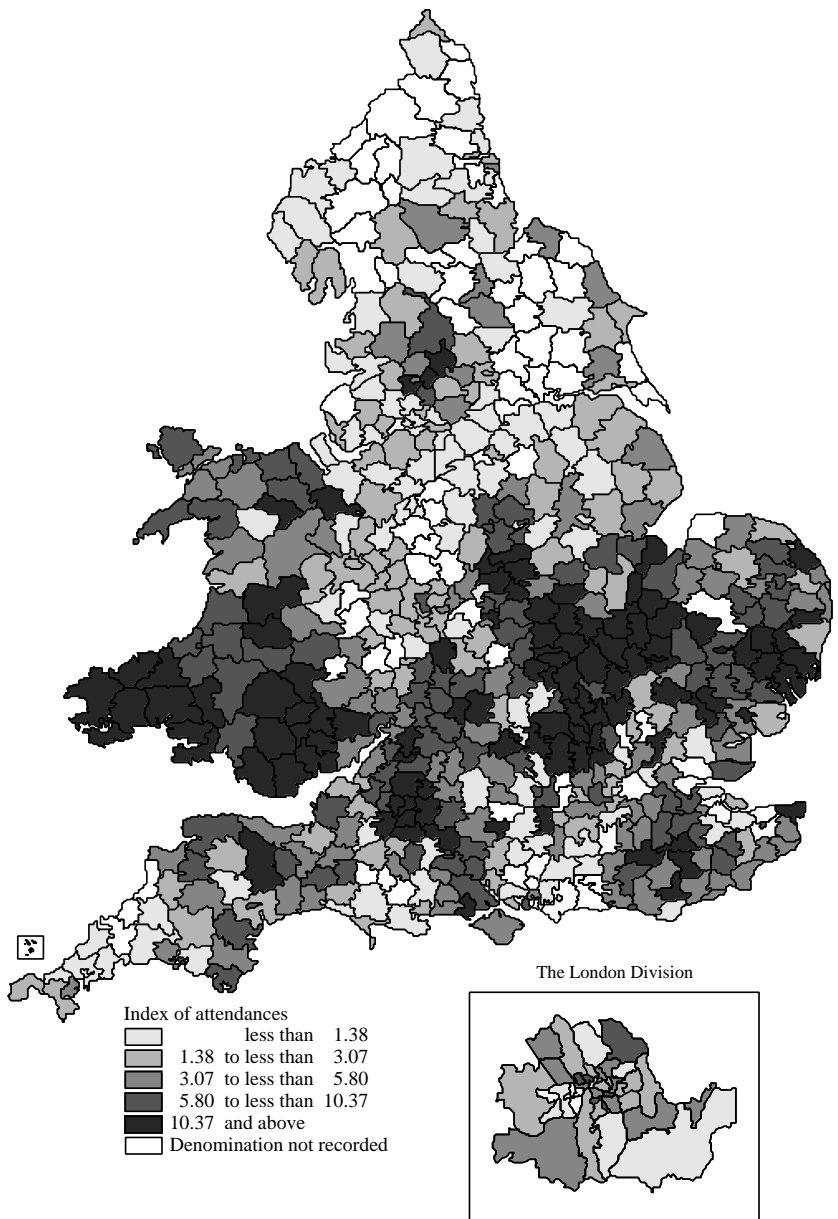 The London Division
Index of attendances
less than 1.38
1.38 to less than 3.07
3.07 to less than 5.80
5.80 to less than 10.37
10.37 and above
Denomination not recorded